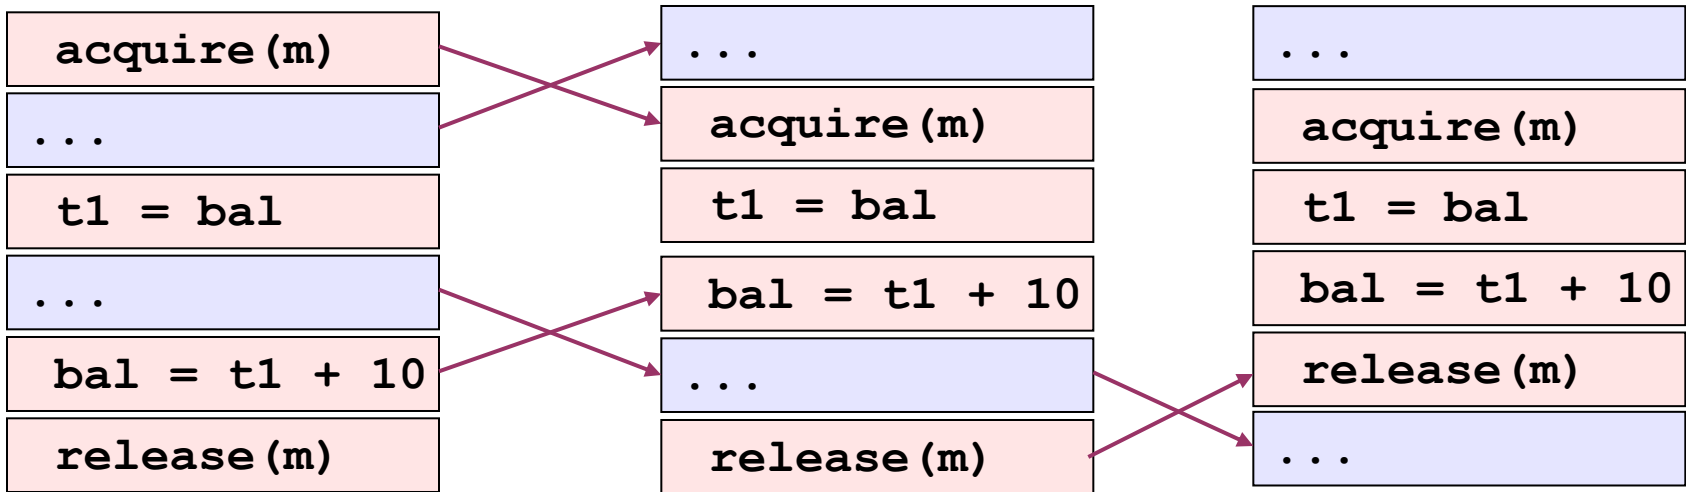 acquire(m)
...
t1 = bal
...
bal = t1 + 10
release(m)
...
acquire(m)
t1 = bal
bal = t1 + 10
...
release(m)
...
acquire(m)
t1 = bal
bal = t1 + 10
release(m)
...